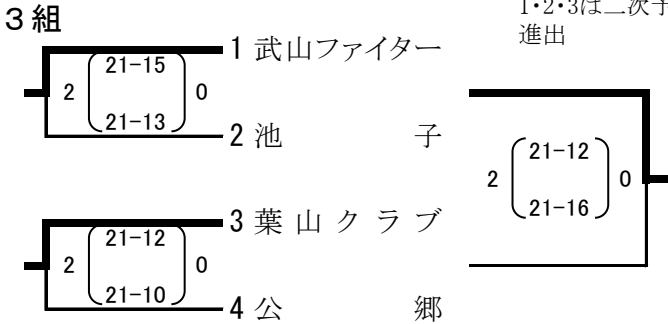 3組
1・2・3は二次予
進出
1 武山ファイター
21-15
2 0
21-13
2 池 子
21-12
2 0
21-16
3 葉山クラブ
21-12
2 0
21-10
4 公 郷